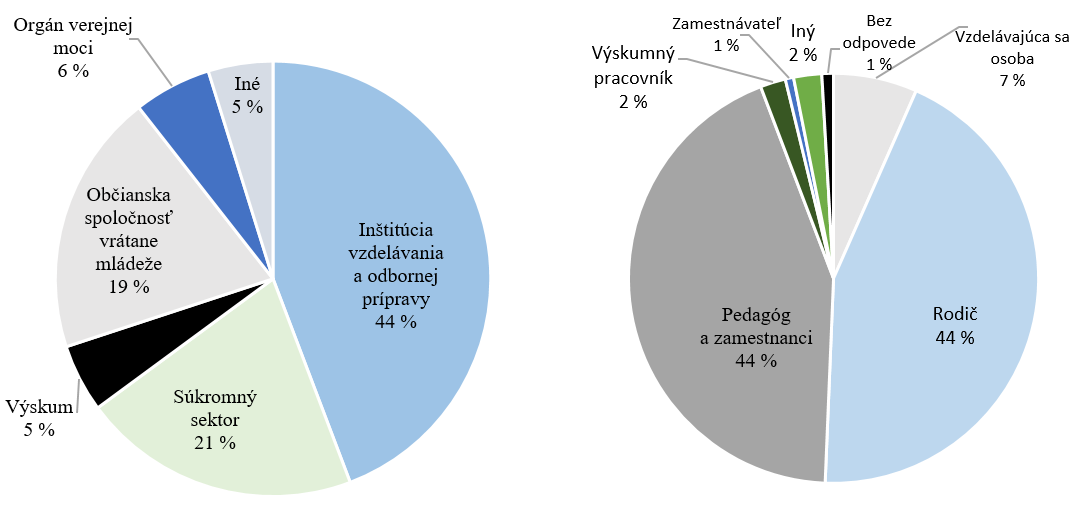 Orgán verejnej
moci
6 %
Iné
5 %
Občianska
spoločnosť
vrátane
mládeže
19 %
Inštitúcia
vzdelávania
a odbornej
prípravy
44 %
Výskum
5 %
Súkromný
sektor
21 %
Zamestnávateľ
1 %
Iný
2 %
Bez
odpovede
1 %
Vzdelávajúca sa
osoba
7 %
Výskumný
pracovník
2 %
Pedagóg
a zamestnanci
44 %
Rodič
44 %